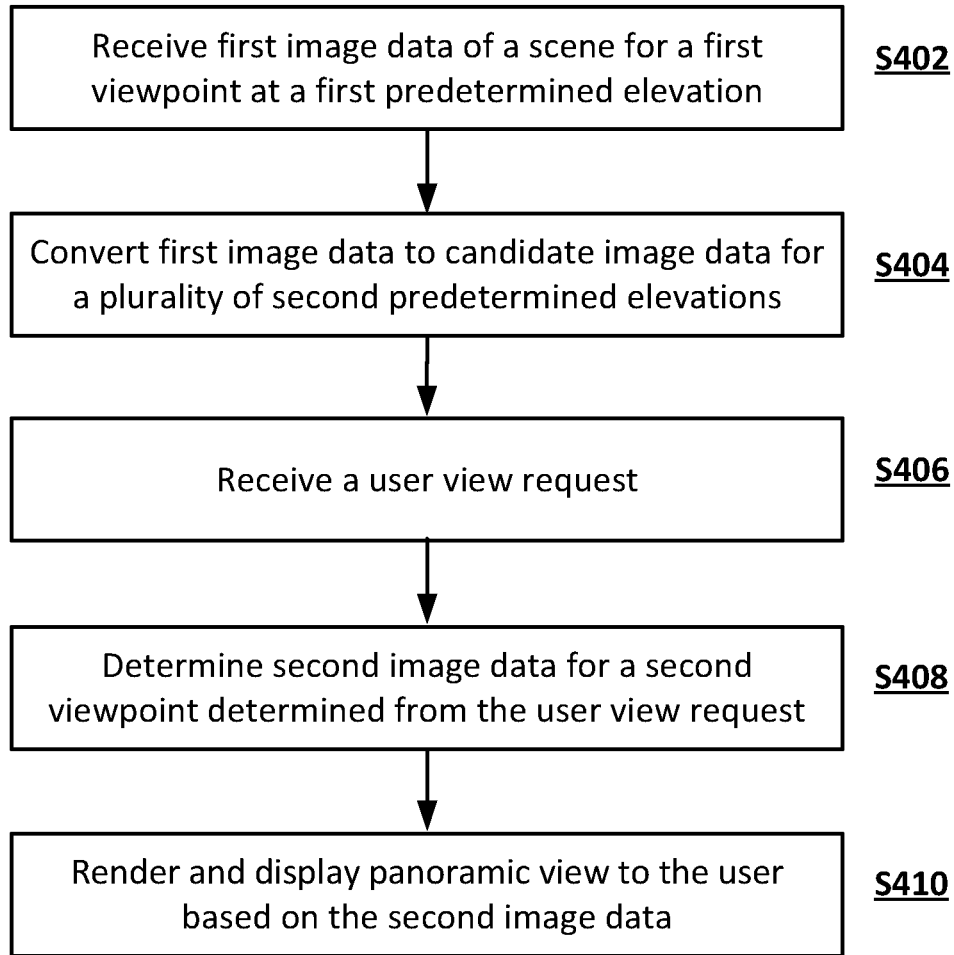 Receive first image data of a scene for a first
viewpoint at a first predetermined elevation
S402
Convert first image data to candidate image data for
a plurality of second predetermined elevations
S404
Receive a user view request
S406
Determine second image data for a second
viewpoint determined from the user view request
S408
Render and display panoramic view to the user
based on the second image data
S410